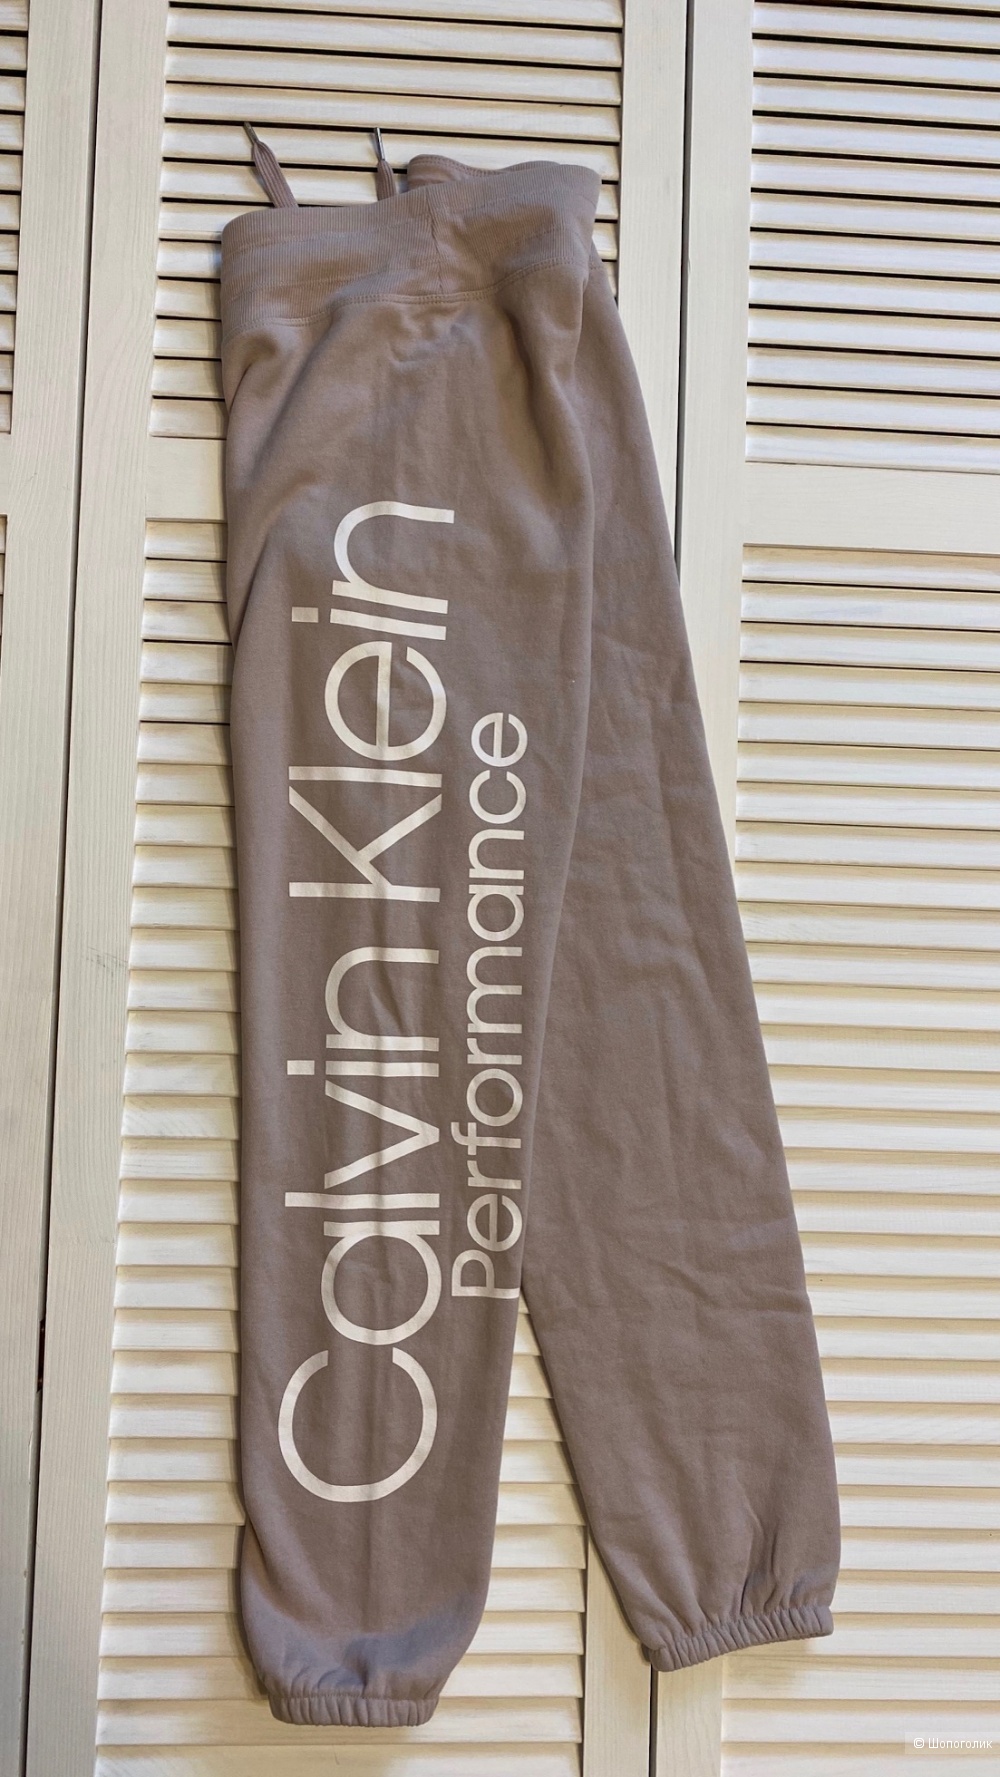 Calvin Klein
Performance
© Шопоголик